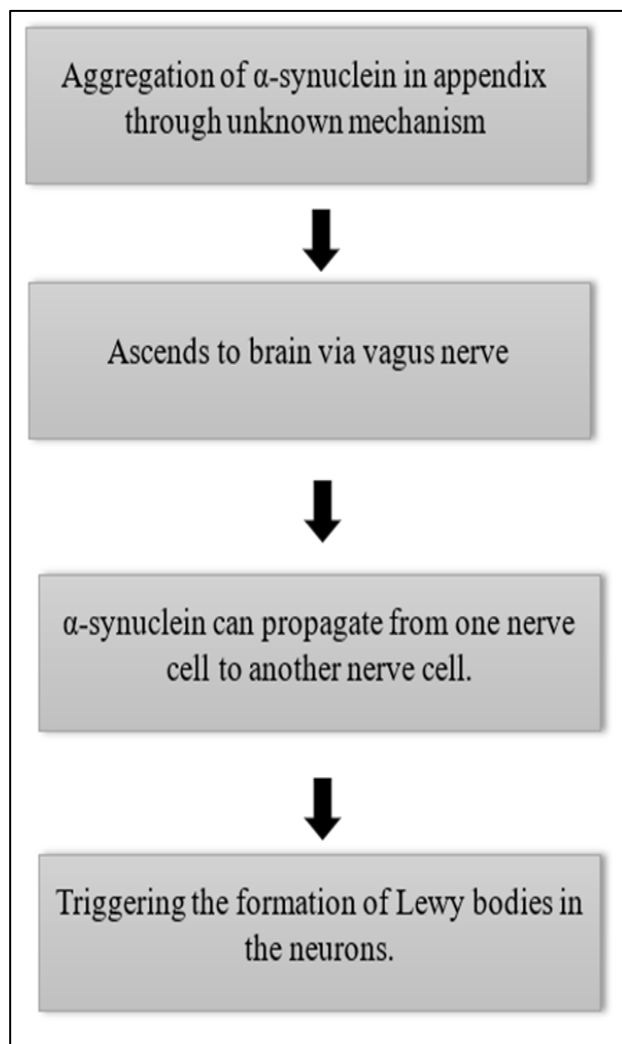 Aggregation of α-synuclein in appendix
through unknown mechanism
Ascends to brain via vagus nerve
α-synuclein can propagate from one nerve
cell to another nerve cell.
Triggering the formation of Lewy bodies in
the neurons.